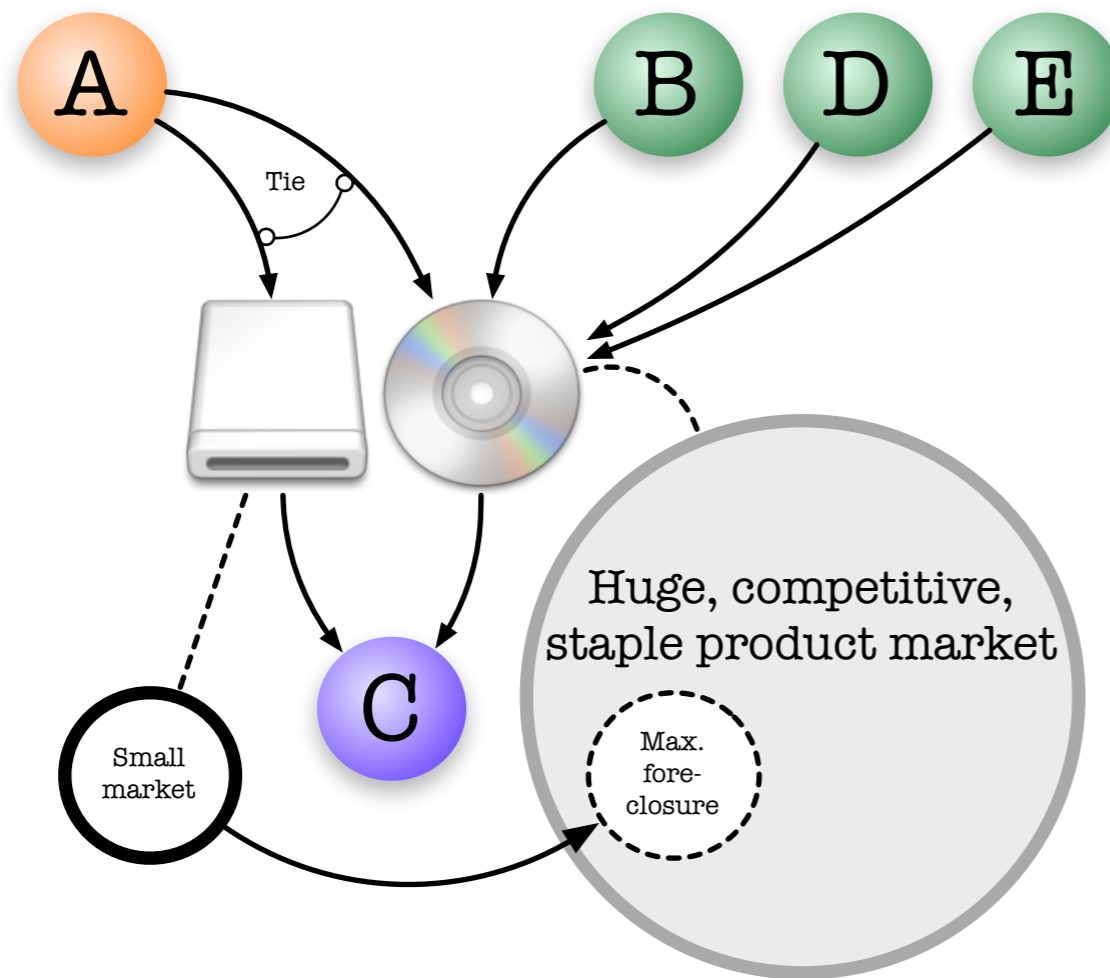 A
B
D
E
Tie
Huge, competitive,
staple product market
C
Small
market
Max.
fore-
closure